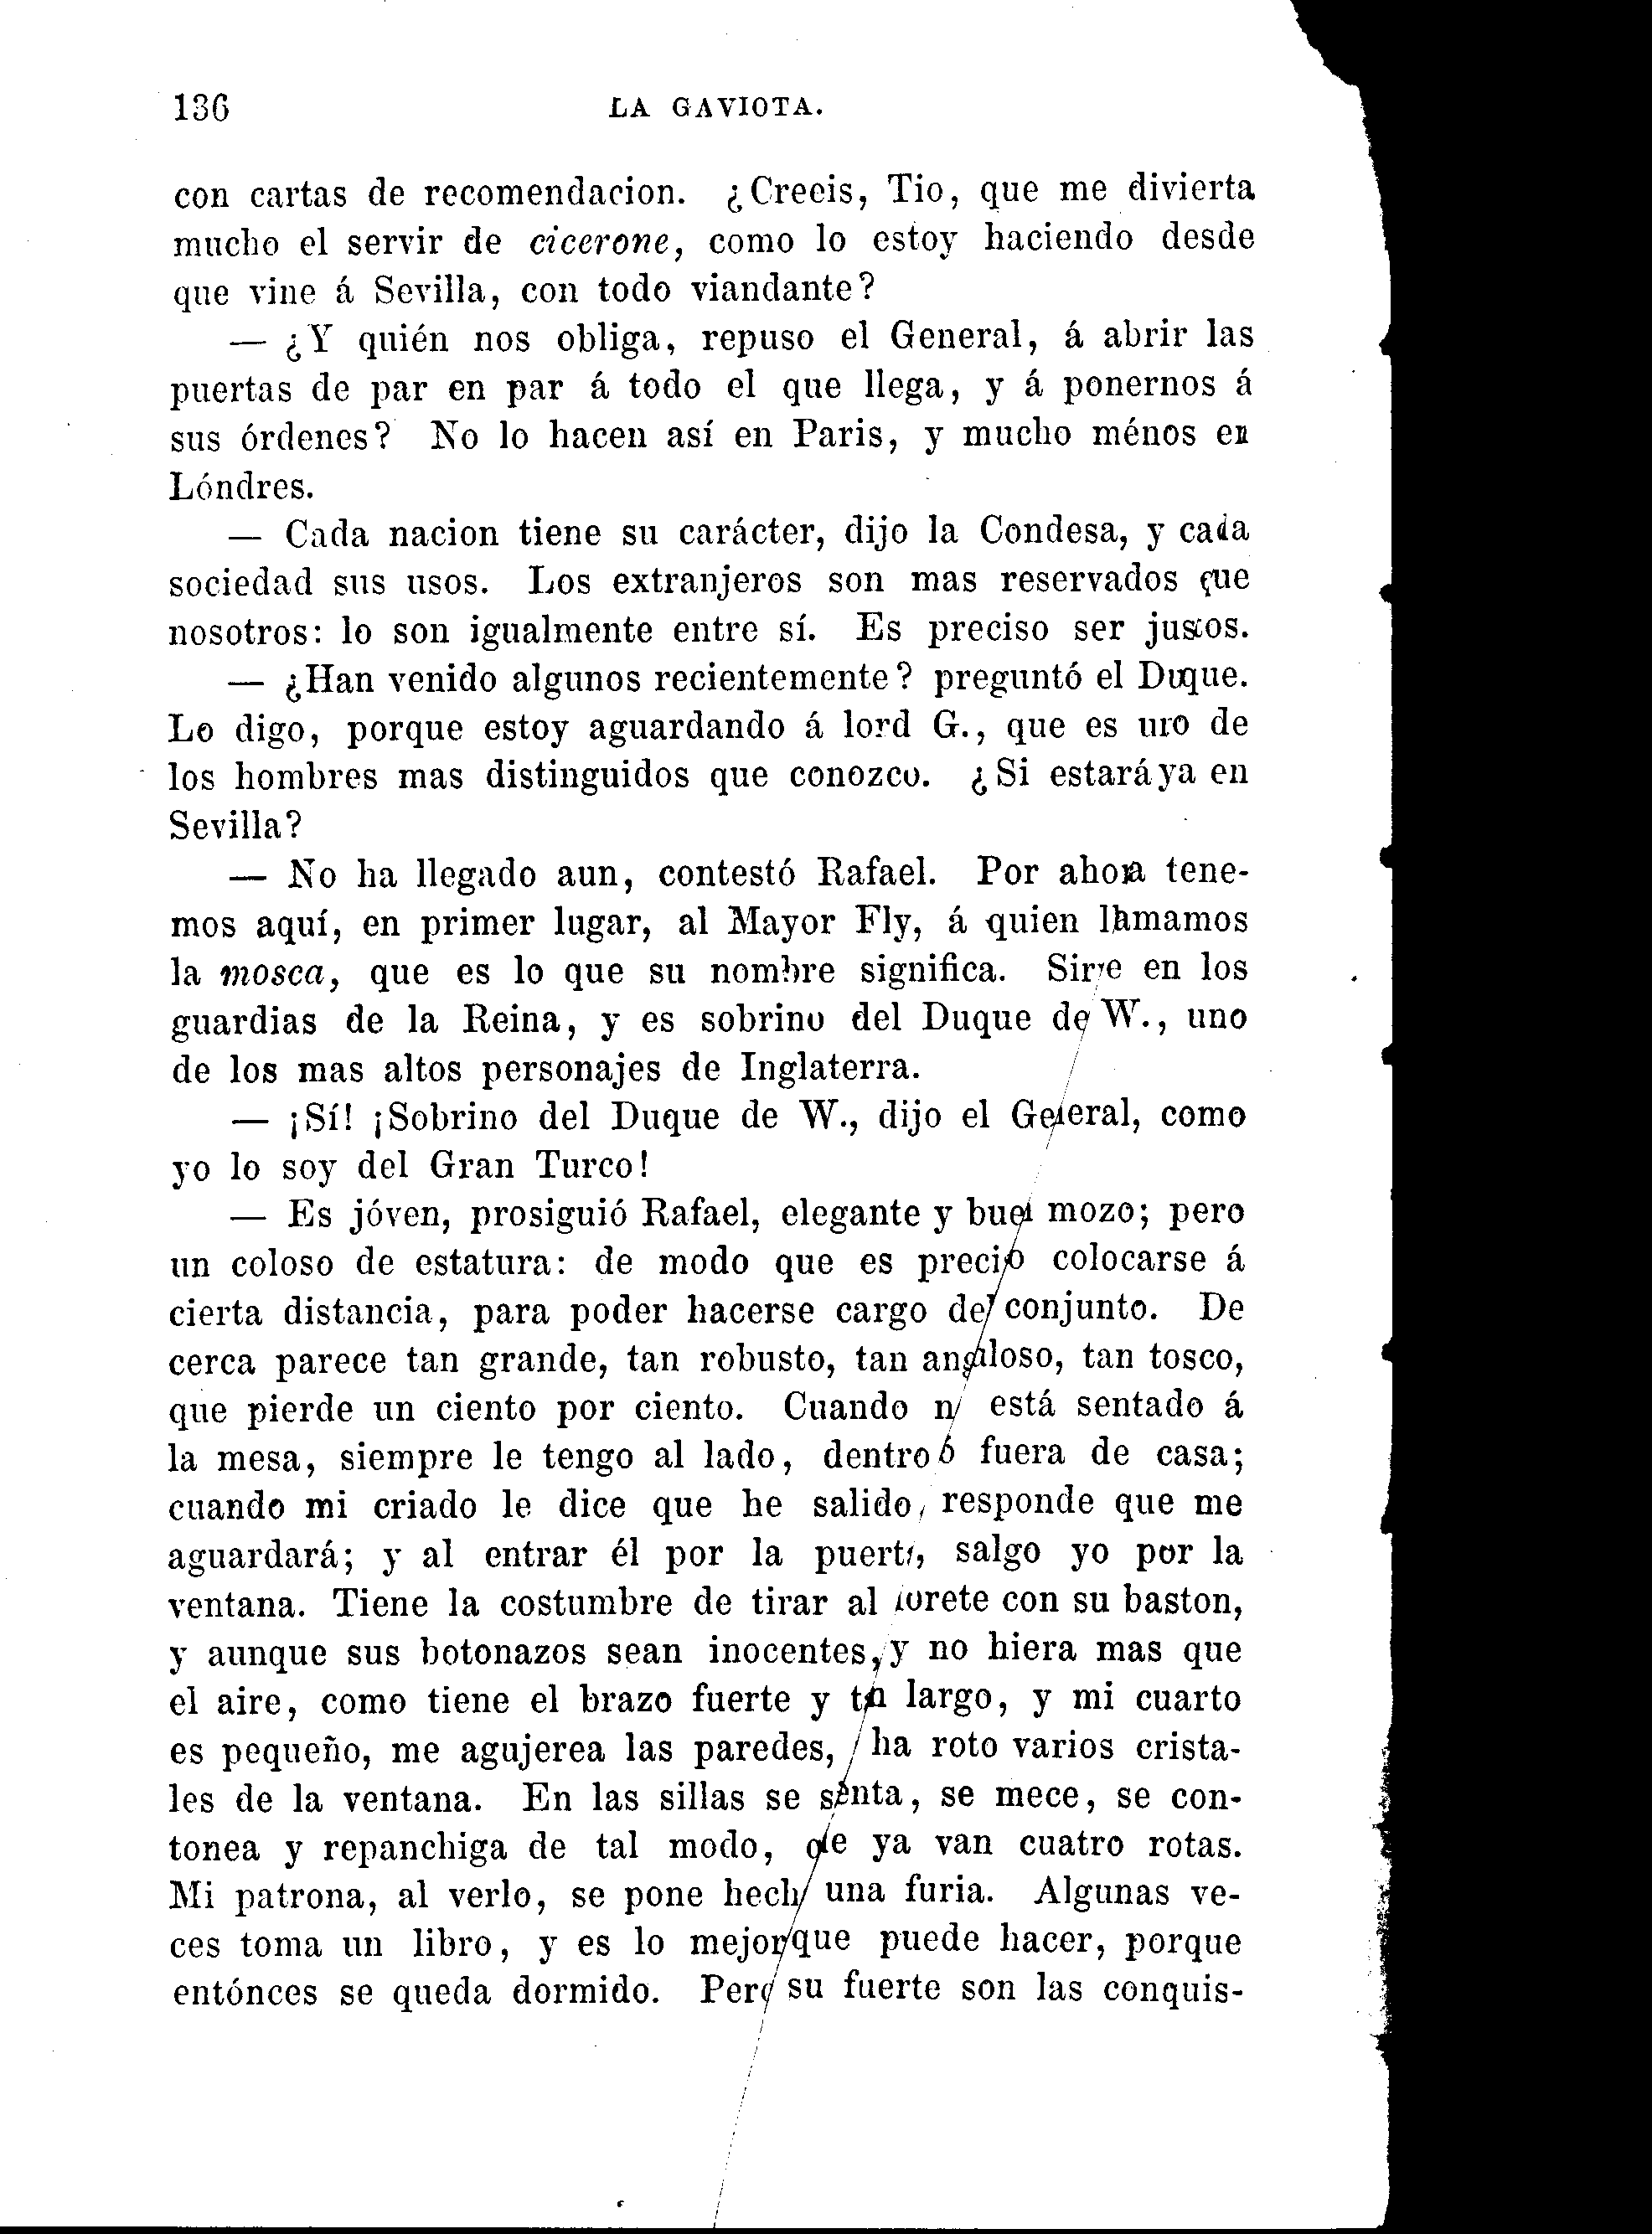 136 LA GAVIOTA.
con cartas de recomendacion. ¿Creeis, Tio, que me divierta
mucho el servir de cicerone, como lo estoy haciendo desde
que vine á Sevilla, con todo viandante?
— ¿Y quién nos obliga, repuso el General, á abrir las
puertas de par en par á todo el que llega, y á ponernos á
sus órdenes? No lo hacen así en Paris, y mucho ménos en
Lóndres.
— Cada nacion tiene su carácter, dijo la Condesa, y cada
sociedad sus usos. Los extranjeros son mas reservados que
nosotros: lo son igualmente entre sí. Es preciso ser justos.
— ¿Han venido algunos recientemente? preguntó el Duque.
Lo digo, porque estoy aguardando á lord G., que es uno de
los hombres mas distinguidos que conozco. ¿Si estará ya en
Sevilla?
— No ha llegado aun, contestó Rafael. Por ahora tene-
mos aquí, en primer lugar, al Mayor Fly, á quien llamamos
la mosca, que es lo que su nombre significa. Sirve en los
guardias de la Reina, y es sobrino del Duque de W., uno
de los mas altos personajes de Inglaterra.
— ¡Sí! ¡Sobrino del Duque de W., dijo el General, como
yo lo soy del Gran Turco!
— Es jóven, prosiguió Rafael, elegante y buen mozo; pero
un coloso de estatura: de modo que es preciso colocarse á
cierta distancia, para poder hacerse cargo del conjunto. De
cerca parece tan grande, tan robusto, tan anguloso, tan tosco,
que pierde un ciento por ciento. Cuando no está sentado á
la mesa, siempre le tengo al lado, dentro ó fuera de casa;
cuando mi criado le dice que he salido, responde que me
aguardará; y al entrar él por la puerta, salgo yo por la
ventana. Tiene la costumbre de tirar al florete con su baston,
y aunque sus botonazos sean inocentes, y no hiera mas que
el aire, como tiene el brazo fuerte y tan largo, y mi cuarto
es pequeño, me agujerea las paredes, ha roto varios crista-
les de la ventana. En las sillas se sienta, se mece, se con-
tonea y repanchiga de tal modo, que ya van cuatro rotas.
Mi patrona, al verlo, se pone hecha una furia. Algunas ve-
ces toma un libro, y es lo mejor que puede hacer, porque
entónces se queda dormido. Pero su fuerte son las conquis-